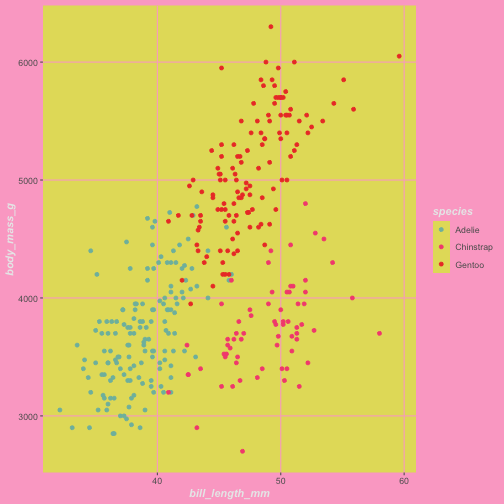 6000
5000
4000
3000
body_mass_g
40
50
60
bill_length_mm
species
Adelie
Chinstrap
Gentoo